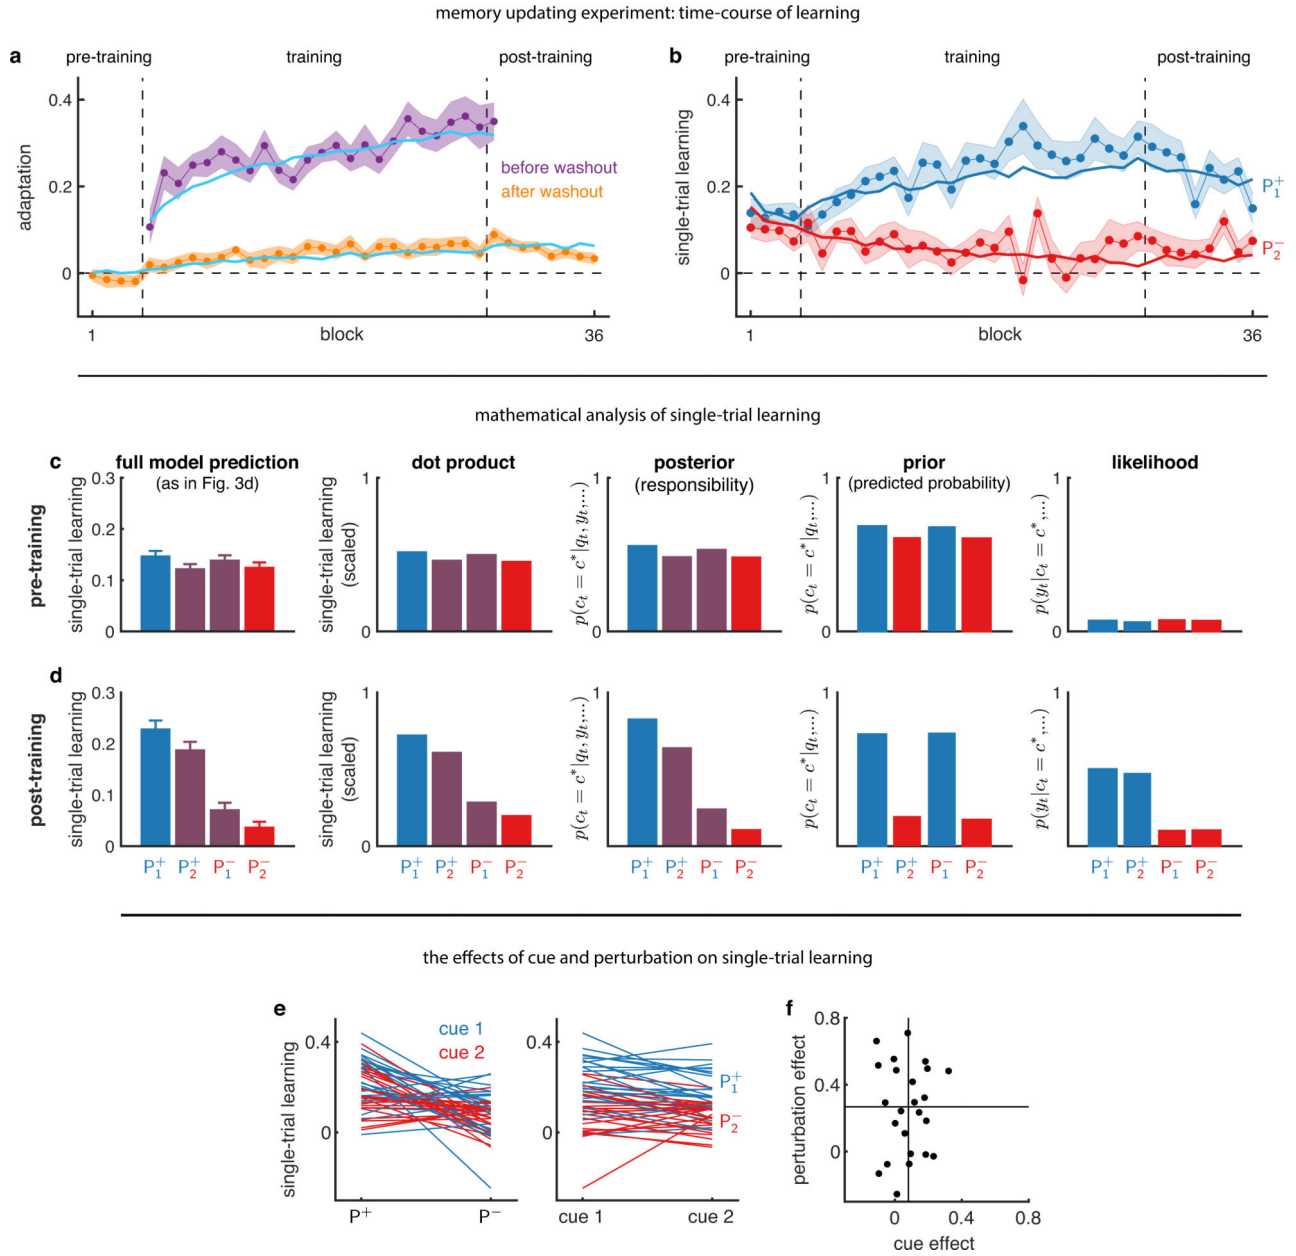 memory updating experiment: time-course of learning
a
pre-training
training
post-training
0.4
0.2
0
adaptation
before washout
after washout
1
block
36
b
pre-training
training
post-training
0.4
0.2
0
single-trial learning
P₁⁺
P₂⁻
1
block
36
mathematical analysis of single-trial learning
c
pre-training
full model prediction
(as in Fig. 3d)
single-trial learning
0.3
0.2
0.1
0
dot product
single-trial learning
(scaled)
1
0
posterior
(responsibility)
p(cₜ = c*|qₜ, yₜ,...)
1
0
prior
(predicted probability)
p(cₜ = c*|qₜ,...)
1
0
likelihood
p(yₜ|cₜ = c*,...)
1
0
d
post-training
single-trial learning
0.3
0.2
0.1
0
P₁⁺ P₂⁺ P₁⁻ P₂⁻
single-trial learning
(scaled)
1
0
P₁⁺ P₂⁺ P₁⁻ P₂⁻
p(cₜ = c*|qₜ, yₜ,...)
1
0
P₁⁺ P₂⁺ P₁⁻ P₂⁻
p(cₜ = c*|qₜ,...)
1
0
P₁⁺ P₂⁺ P₁⁻ P₂⁻
p(yₜ|cₜ = c*,...)
1
0
P₁⁺ P₂⁺ P₁⁻ P₂⁻
the effects of cue and perturbation on single-trial learning
e
single-trial learning
0.4
0
cue 1
cue 2
P⁺ P⁻
0.4
0
P₁⁺
P₂⁻
cue 1 cue 2
f
perturbation effect
0.8
0.4
0
0 0.4 0.8
cue effect